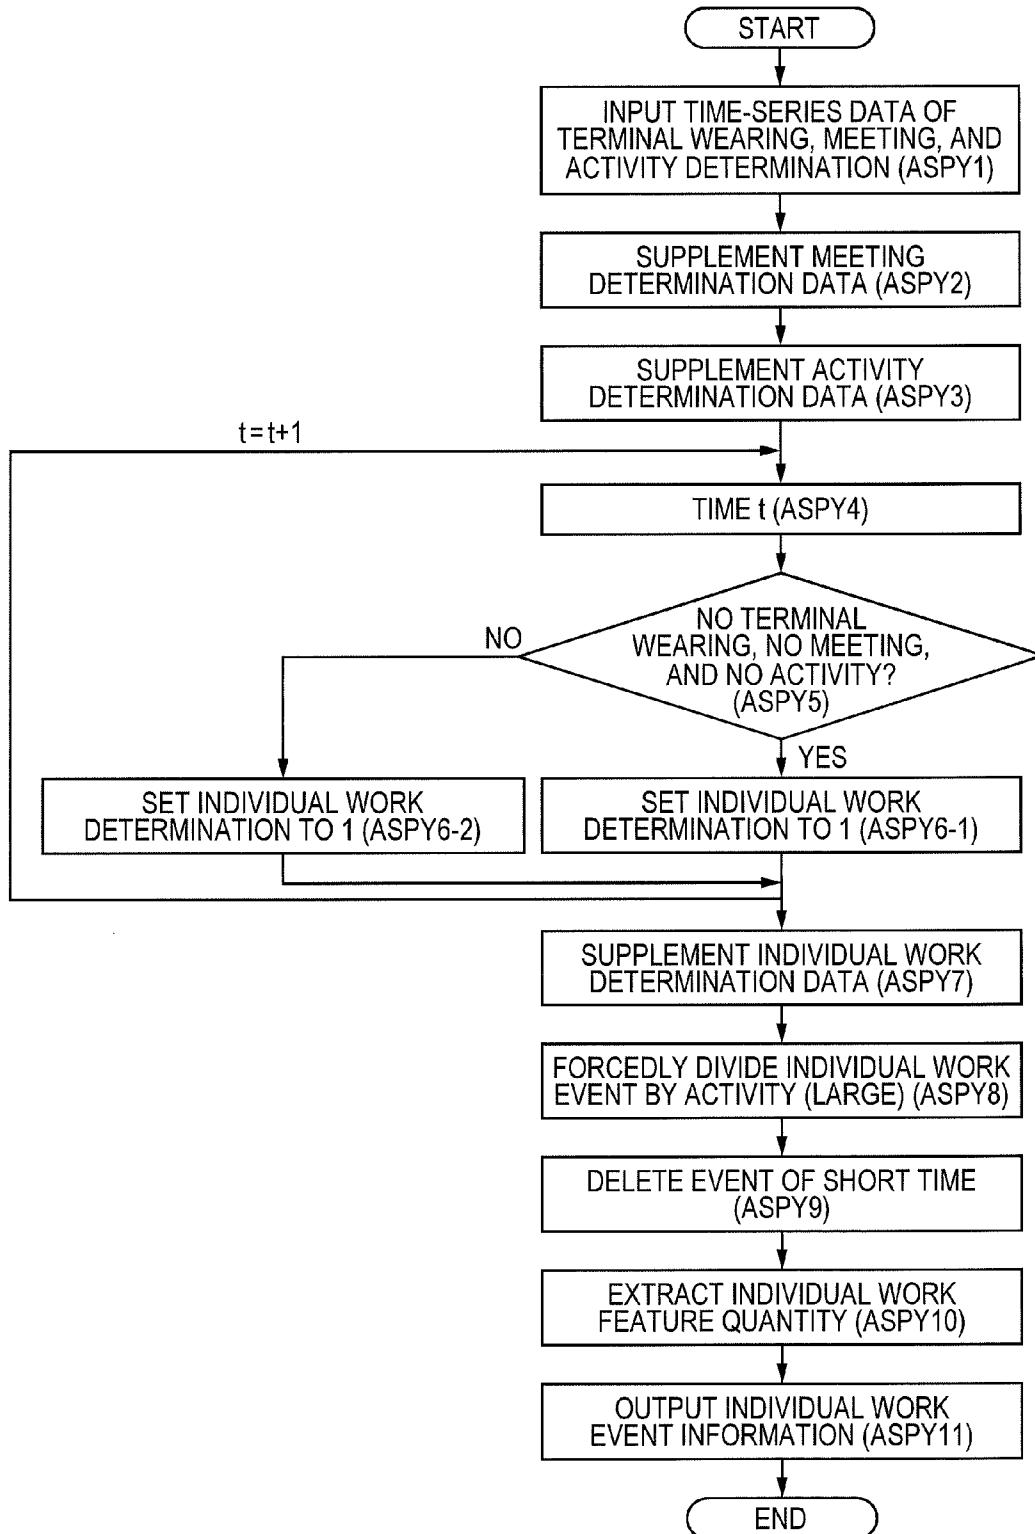 START
INPUT TIME-SERIES DATA OF
TERMINAL WEARING, MEETING, AND
ACTIVITY DETERMINATION (ASPY1)
SUPPLEMENT MEETING
DETERMINATION DATA (ASPY2)
SUPPLEMENT ACTIVITY
DETERMINATION DATA (ASPY3)
t=t+1
TIME t (ASPY4)
NO TERMINAL
WEARING, NO MEETING,
AND NO ACTIVITY?
(ASPY5)
NO
YES
SET INDIVIDUAL WORK
DETERMINATION TO 1 (ASPY6-2)
SET INDIVIDUAL WORK
DETERMINATION TO 1 (ASPY6-1)
SUPPLEMENT INDIVIDUAL WORK
DETERMINATION DATA (ASPY7)
FORCEDLY DIVIDE INDIVIDUAL WORK
EVENT BY ACTIVITY (LARGE) (ASPY8)
DELETE EVENT OF SHORT TIME
(ASPY9)
EXTRACT INDIVIDUAL WORK
FEATURE QUANTITY (ASPY10)
OUTPUT INDIVIDUAL WORK
EVENT INFORMATION (ASPY11)
END